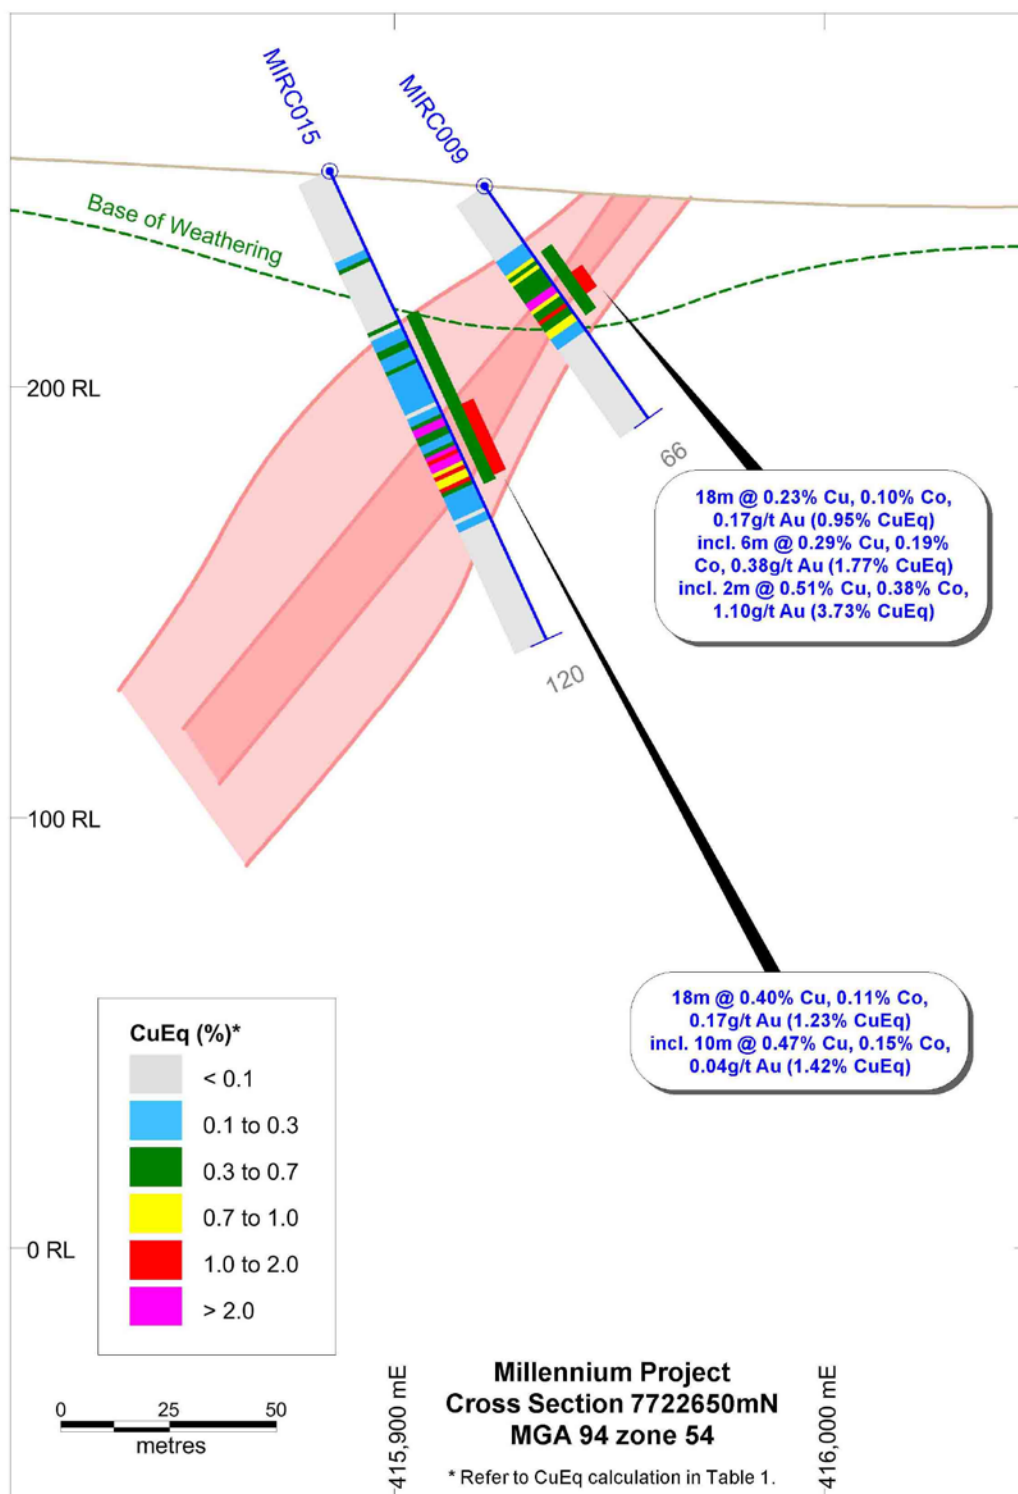 MIRC015
MIRC009
Base of Weathering
200 RL
66
18m @ 0.23% Cu, 0.10% Co,
0.17g/t Au (0.95% CuEq)
incl. 6m @ 0.29% Cu, 0.19%
Co, 0.38g/t Au (1.77% CuEq)
incl. 2m @ 0.51% Cu, 0.38% Co,
1.10g/t Au (3.73% CuEq)
120
100 RL
18m @ 0.40% Cu, 0.11% Co,
0.17g/t Au (1.23% CuEq)
incl. 10m @ 0.47% Cu, 0.15% Co,
0.04g/t Au (1.42% CuEq)
CuEq (%)*
< 0.1
0.1 to 0.3
0.3 to 0.7
0.7 to 1.0
1.0 to 2.0
> 2.0
0 RL
0 25 50
metres
415,900 mE
Millennium Project
Cross Section 7722650mN
MGA 94 zone 54
* Refer to CuEq calculation in Table 1.
416,000 mE